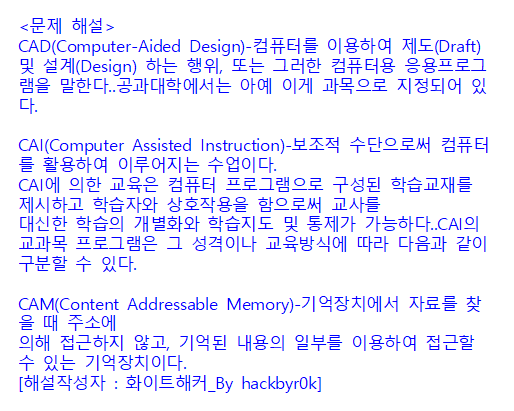 <문제 해설>
CAD(Computer-Aided Design)-컴퓨터를 이용하여 제도(Draft)
및 설계(Design) 하는 행위, 또는 그러한 컴퓨터용 응용프로그
램을 말한다..공과대학에서는 아예 이게 과목으로 지정되어 있
다.
CAI(Computer Assisted Instruction)-보조적 수단으로써 컴퓨터
를 활용하여 이루어지는 수업이다.
CAI에 의한 교육은 컴퓨터 프로그램으로 구성된 학습교재를
제시하고 학습자와 상호작용을 함으로써 교사를
대신한 학습의 개별화와 학습지도 및 통제가 가능하다..CAI의
교과목 프로그램은 그 성격이나 교육방식에 따라 다음과 같이
구분할 수 있다.
CAM(Content Addressable Memory)-기억장치에서 자료를 찾
을 때 주소에
의해 접근하지 않고, 기억된 내용의 일부를 이용하여 접근할
수 있는 기억장치이다.
[해설작성자 : 화이트해커_By hackbyr0k]